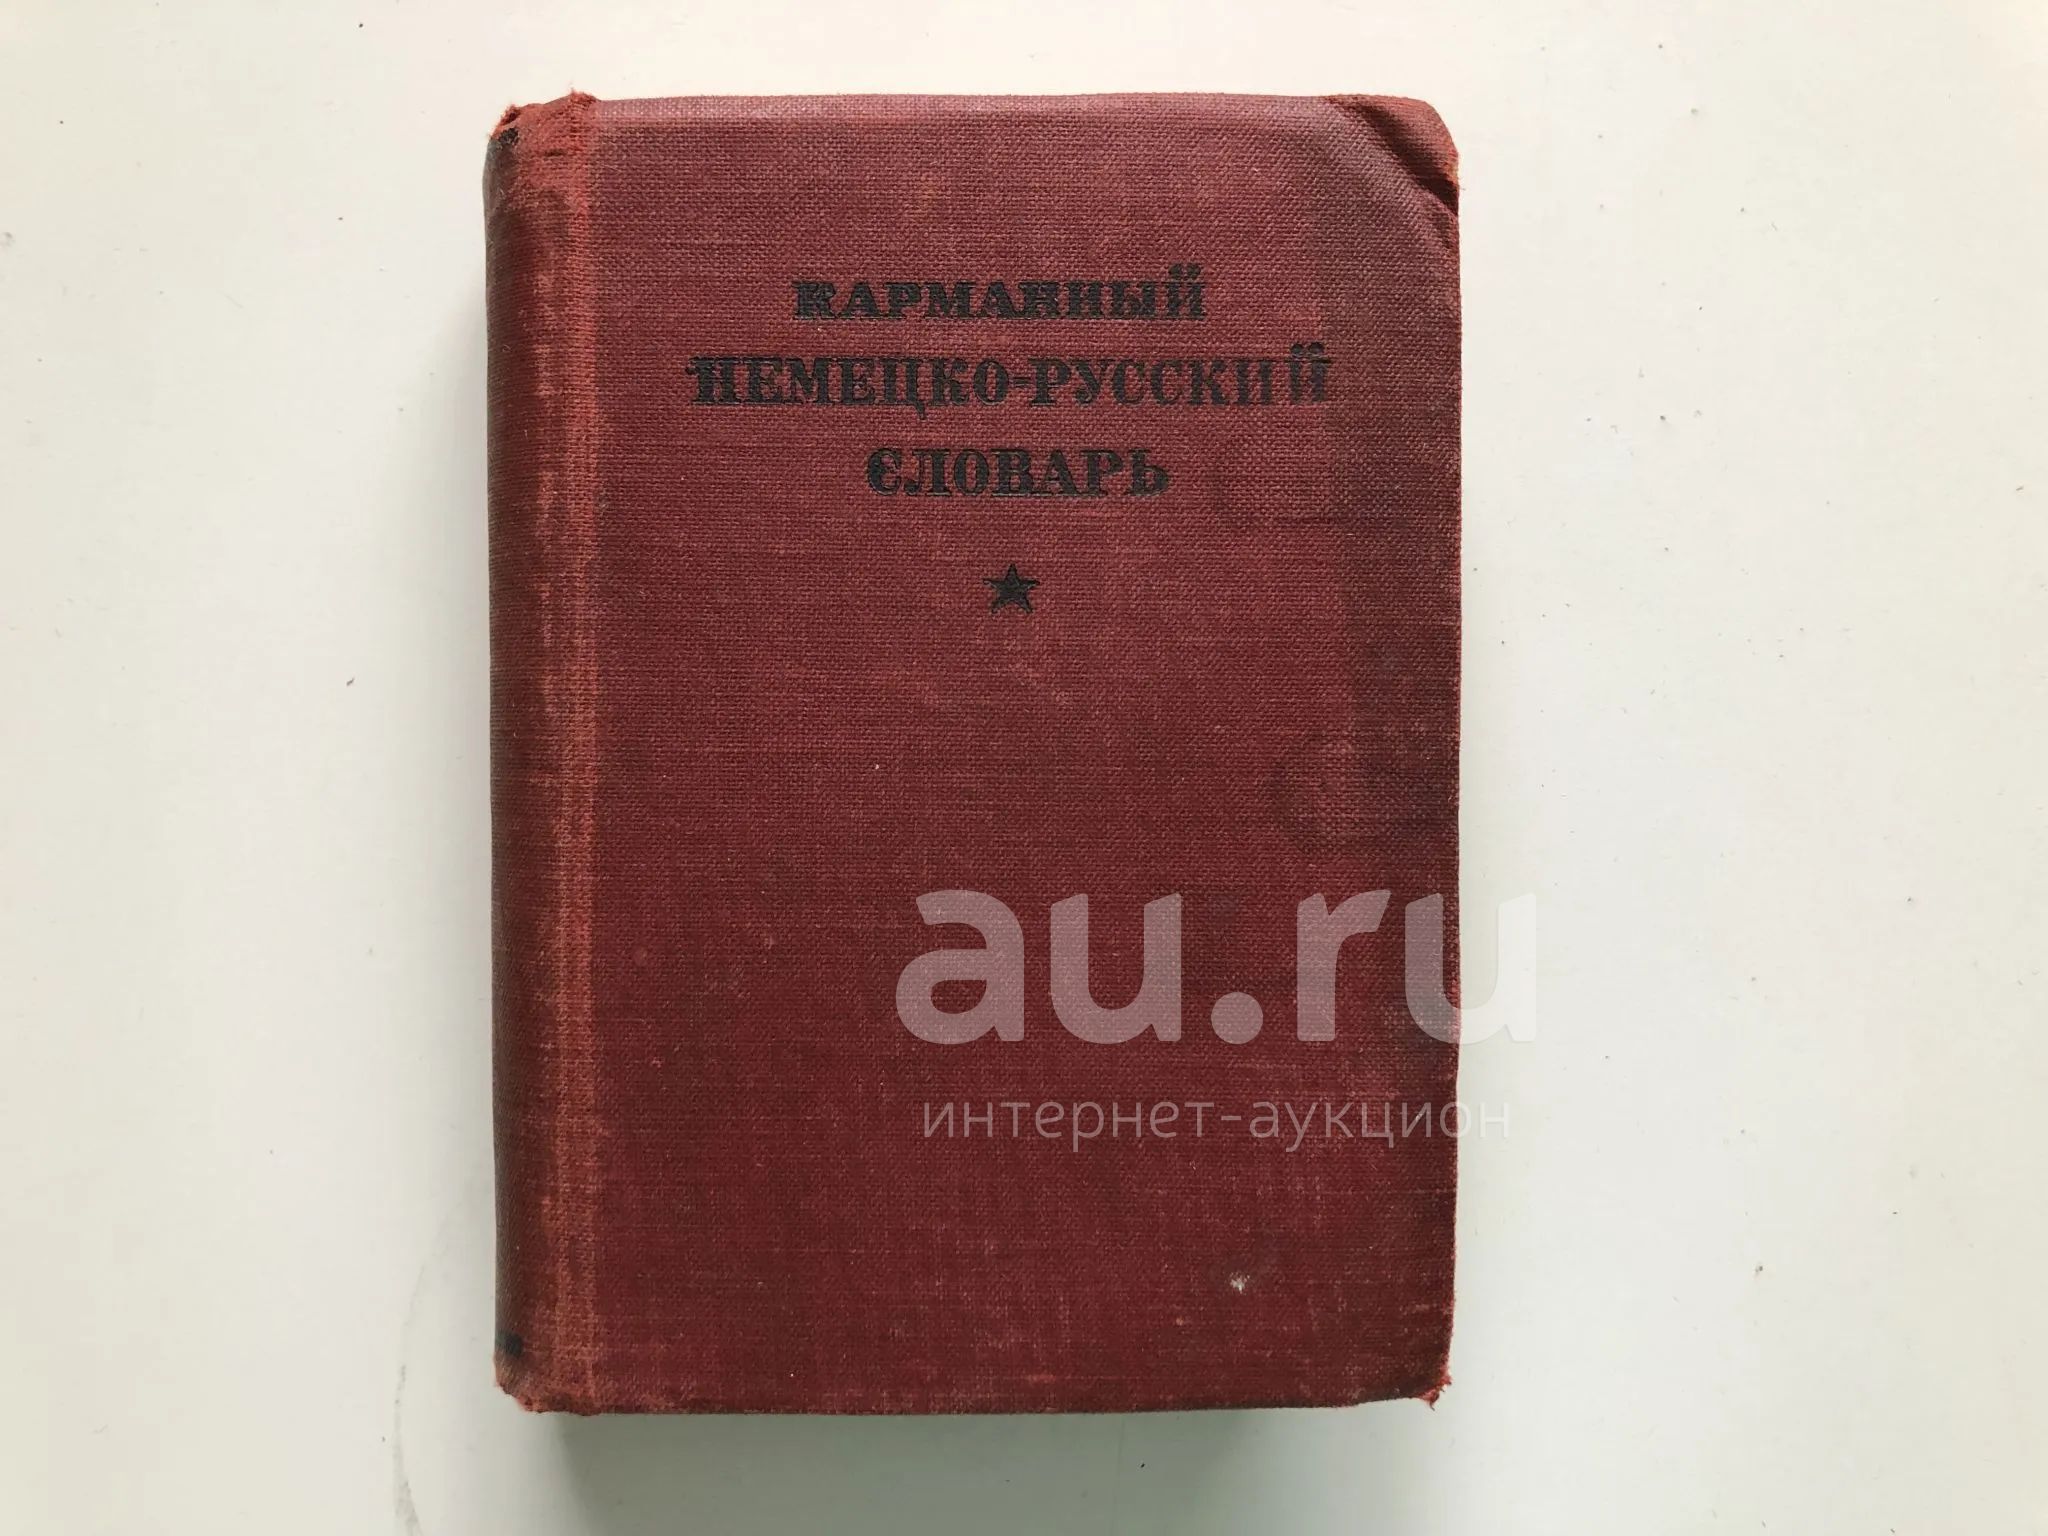 КАРМАННЫЙ
НЕМЕЦКО-РУССКИЙ
СЛОВАРЬ
au.ru
интернет-аукцион